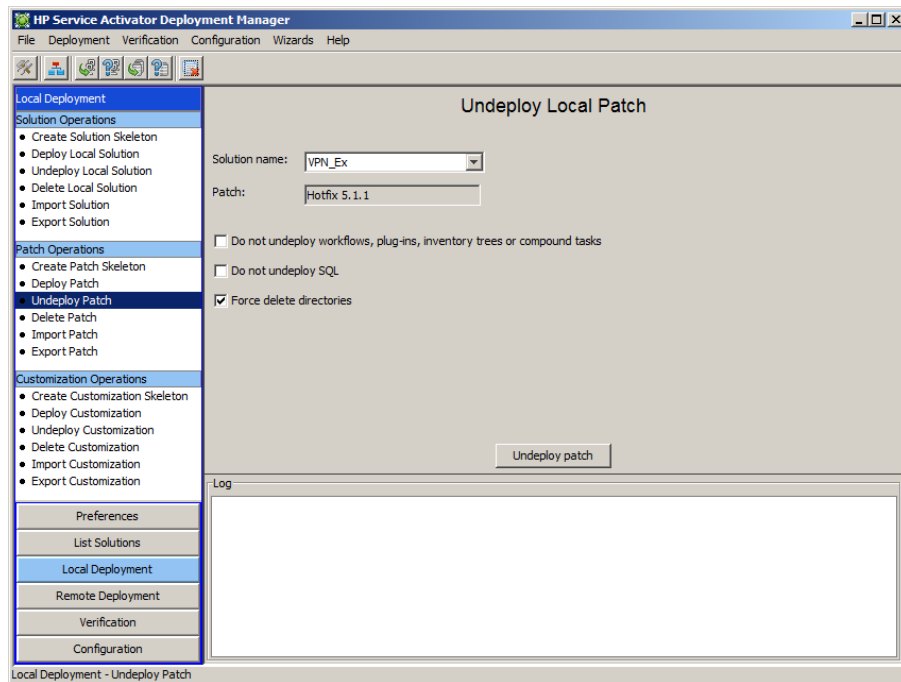 HP Service Activator Deployment Manager
File Deployment Verification Configuration Wizards Help
Local Deployment
Solution Operations
Create Solution Skeleton
Deploy Local Solution
Undeploy Local Solution
Delete Local Solution
Import Solution
Export Solution
Patch Operations
Create Patch Skeleton
Deploy Patch
Undeploy Patch
Delete Patch
Import Patch
Export Patch
Customization Operations
Create Customization Skeleton
Deploy Customization
Undeploy Customization
Delete Customization
Import Customization
Export Customization
Preferences
List Solutions
Local Deployment
Remote Deployment
Verification
Configuration
Undeploy Local Patch
Solution name: VPN_Ex
Patch: Hotfix 5.1.1
Do not undeploy workflows, plug-ins, inventory trees or compound tasks
Do not undeploy SQL
Force delete directories
Undeploy patch
Log
Local Deployment - Undeploy Patch